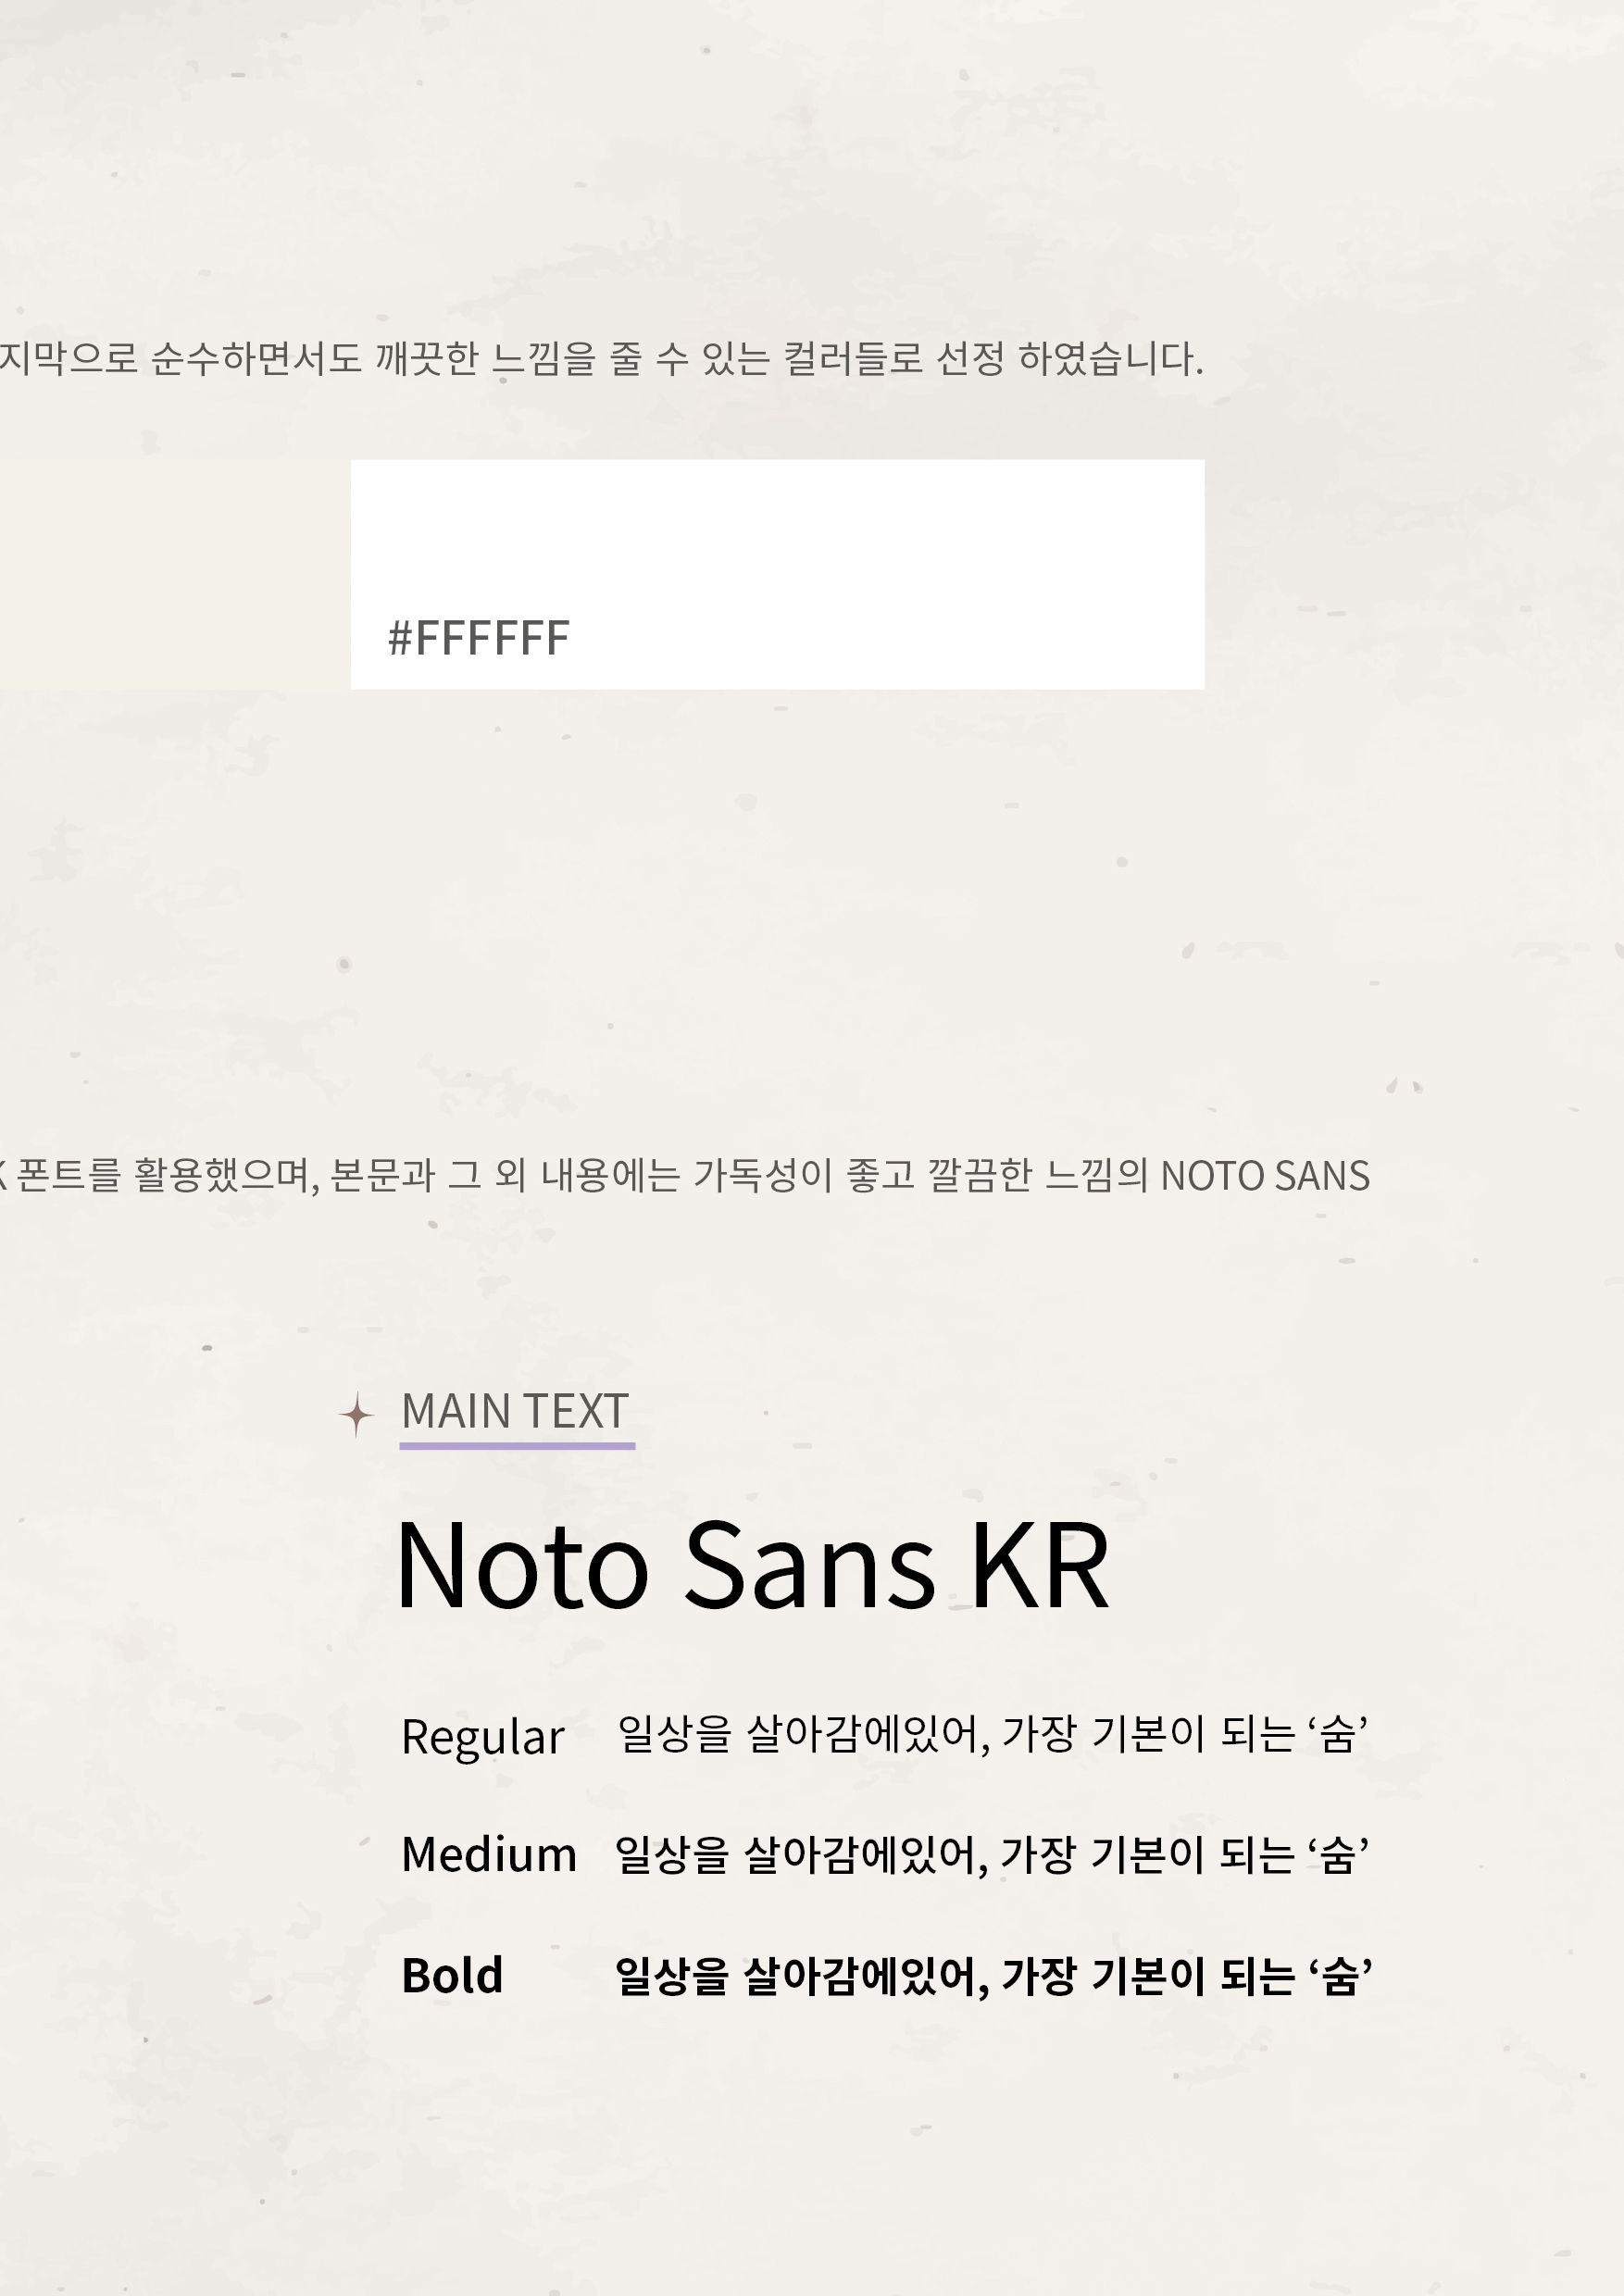 지막으로 순수하면서도 깨끗한 느낌을 줄 수 있는 컬러들로 선정 하였습니다.
#FFFFFF
폰트를 활용했으며, 본문과 그 외 내용에는 가독성이 좋고 깔끔한 느낌의 NOTO SANS
MAIN TEXT
Noto Sans KR
Regular 일상을 살아감에있어, 가장 기본이 되는 ‘숨’
Medium 일상을 살아감에있어, 가장 기본이 되는 ‘숨’
Bold 일상을 살아감에있어, 가장 기본이 되는 ‘숨’